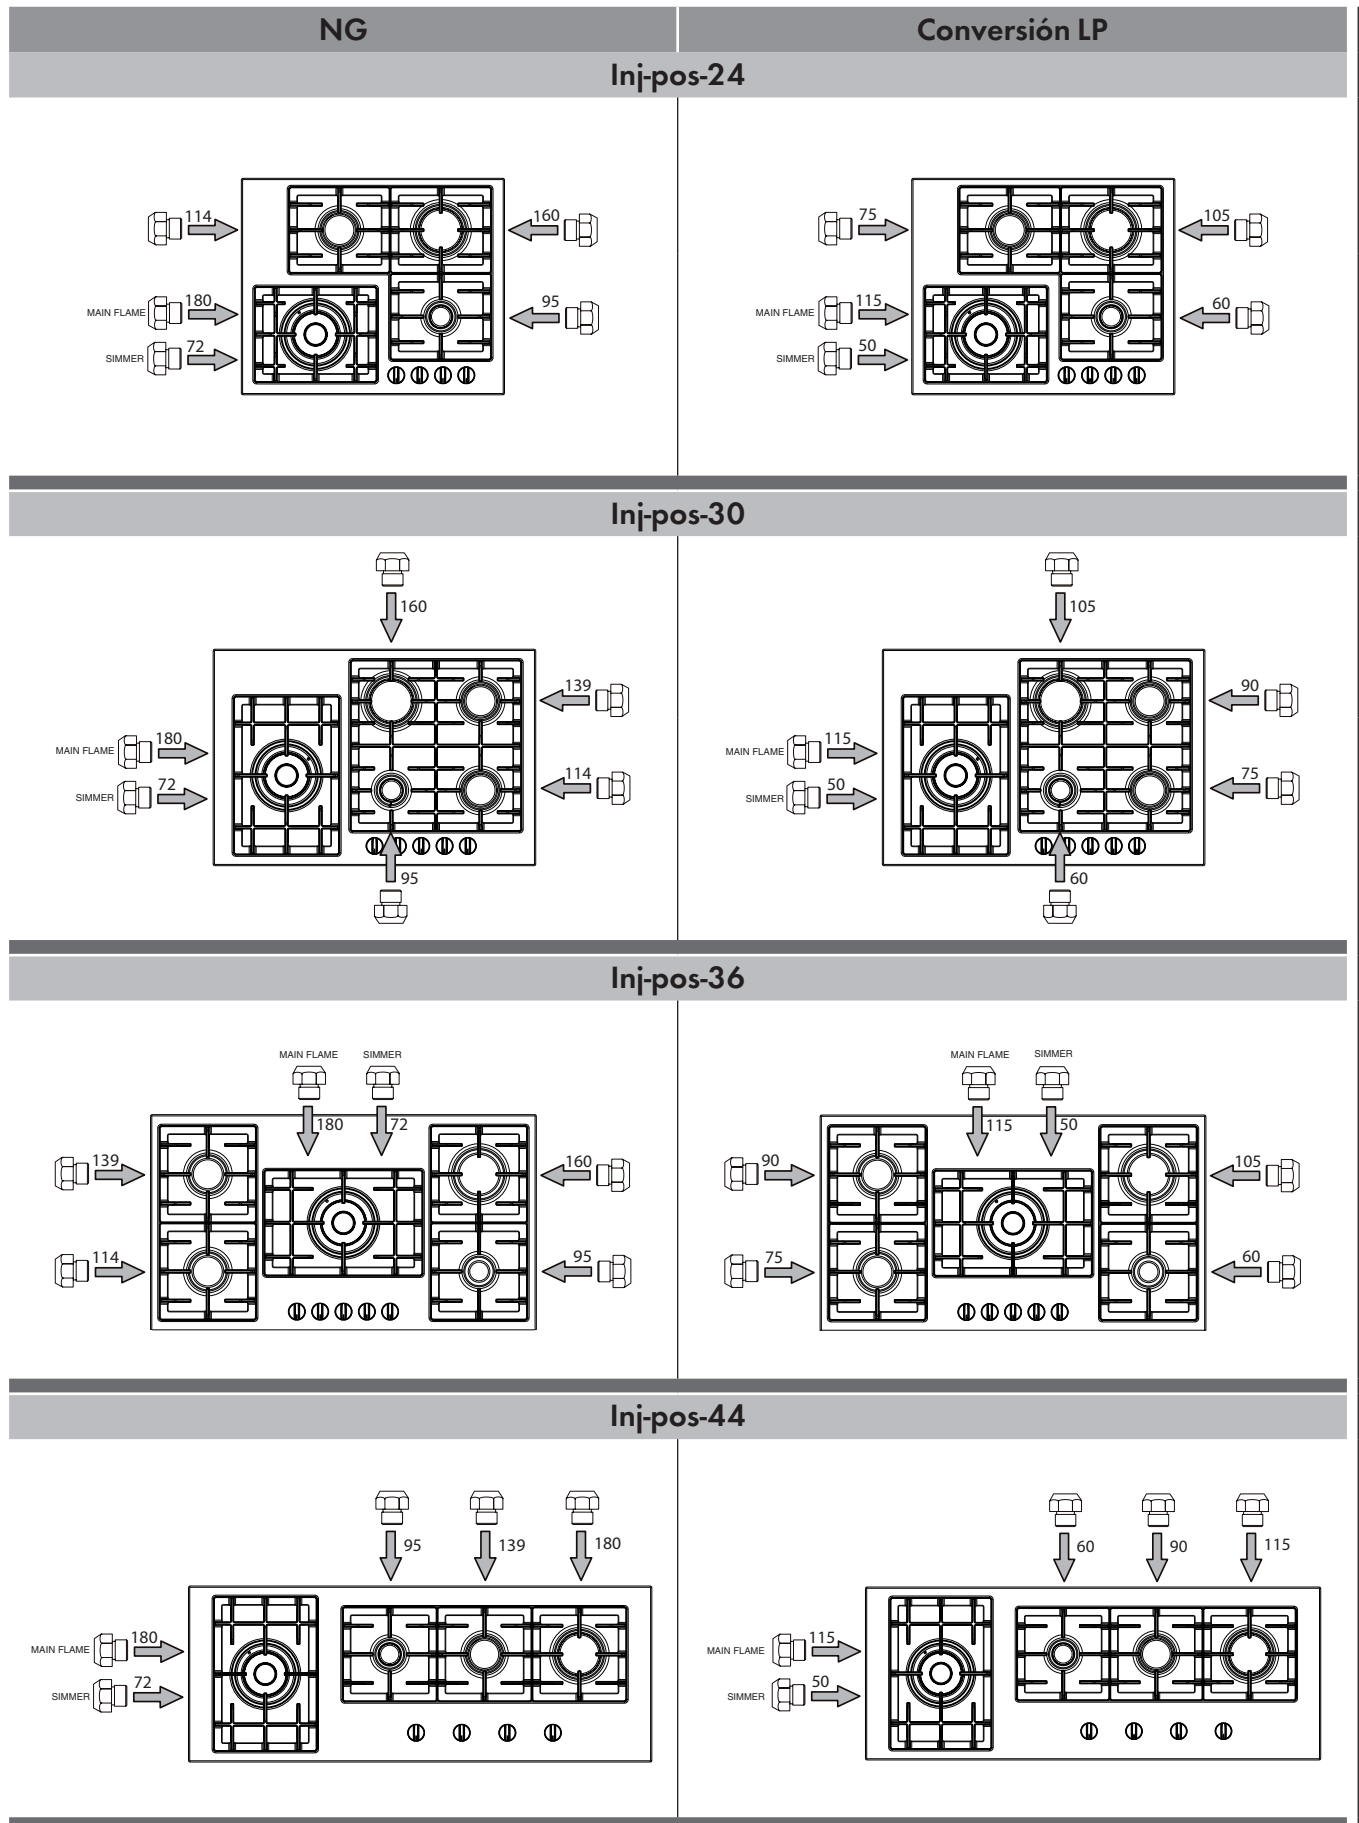 NG
Conversión LP
Inj-pos-24
114
160
MAIN FLAME 180
95
SIMMER 72
75
105
MAIN FLAME 115
60
SIMMER 50
Inj-pos-30
160
139
MAIN FLAME 180
114
SIMMER 72
95
105
90
MAIN FLAME 115
75
SIMMER 50
60
Inj-pos-36
MAIN FLAME SIMMER
180 72
139
160
114
95
MAIN FLAME SIMMER
115 50
90
105
75
60
Inj-pos-44
95 139 180
MAIN FLAME 180
SIMMER 72
60 90 115
MAIN FLAME 115
SIMMER 50